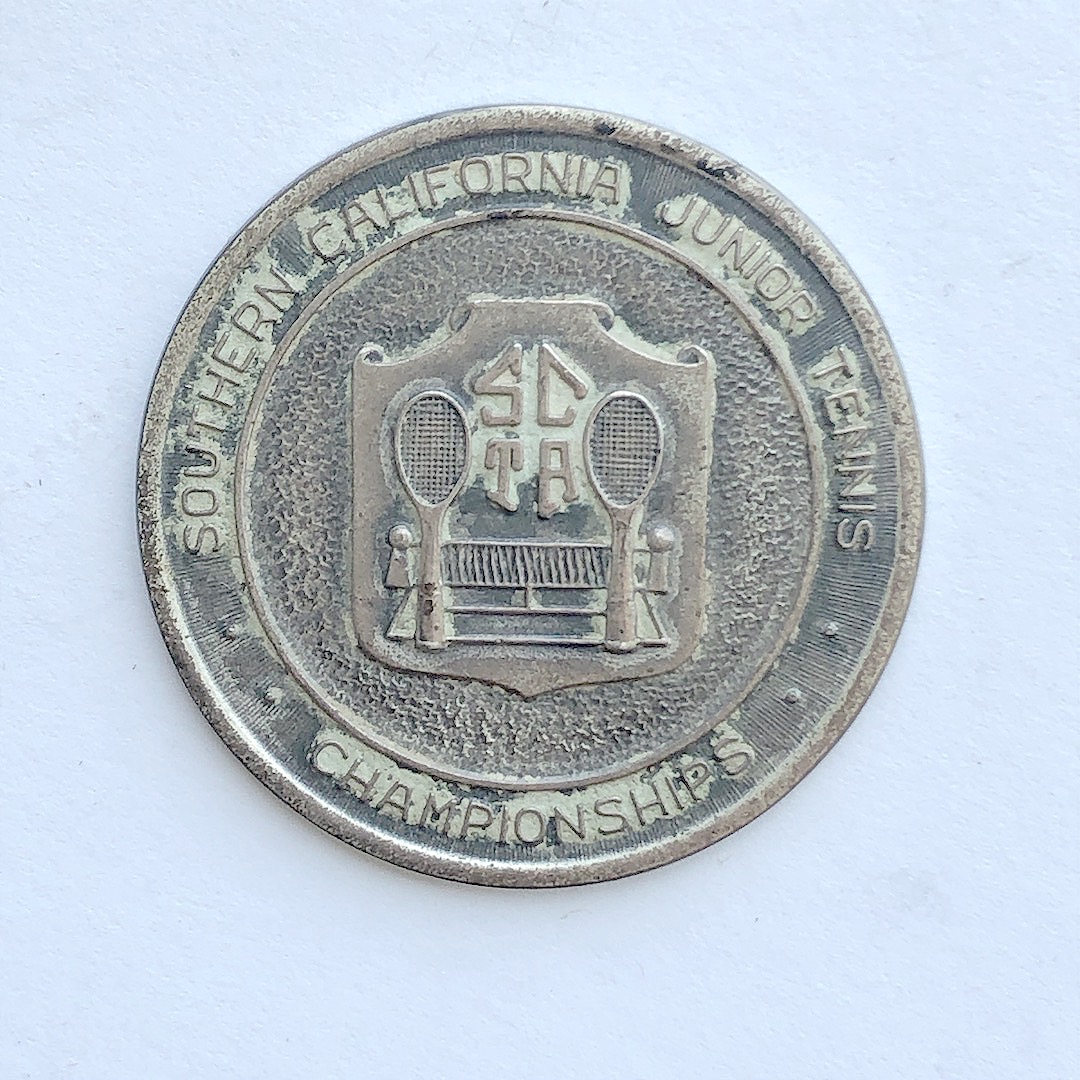 SOUTHERN CALIFORNIA JUNIOR TENNIS
SC
TA
CHAMPIONSHIPS